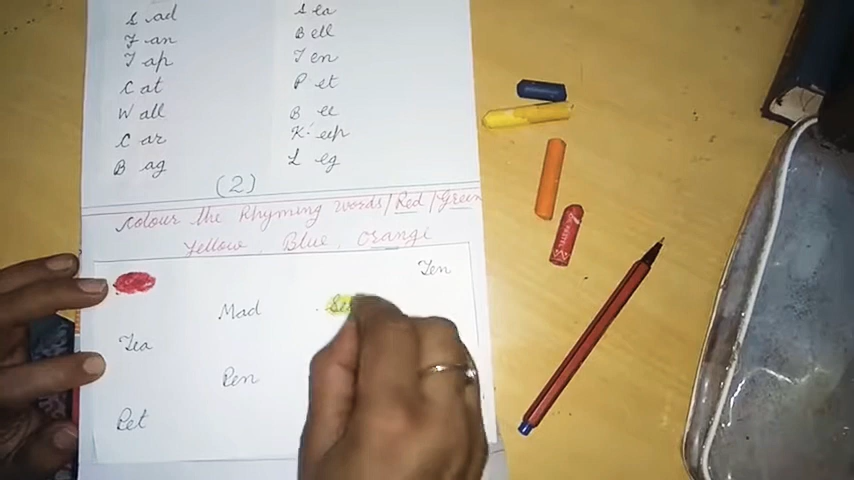 S ad S ea
F an B ell
T ap T en
C at P et
W all B ee
C ar K eep
B ag L eg
(2)
Colour the Rhyming Words/Red/Green
Yellow, Blue, Orange
Ten
Mad
Tea
Pen
Pet